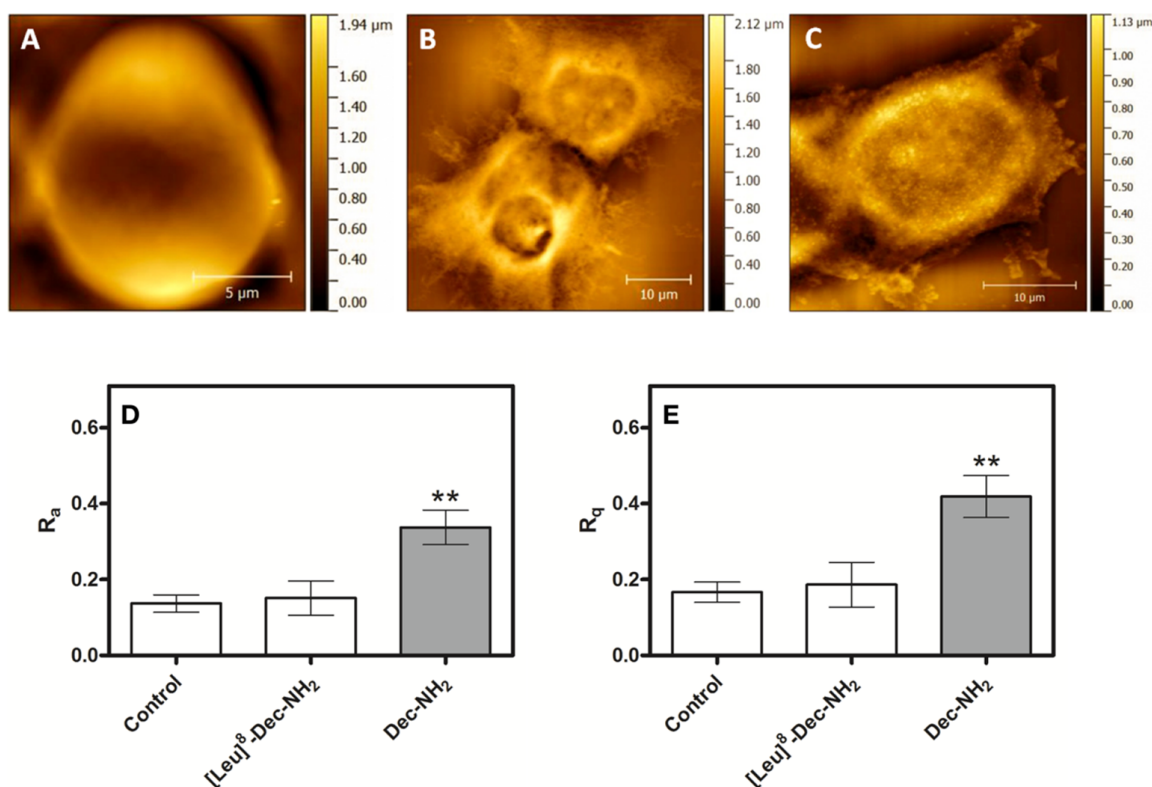 A
1.94 µm
1.60
1.40
1.20
1.00
0.80
0.60
0.40
0.00
5 µm
B
2.12 µm
1.80
1.60
1.40
1.20
1.00
0.80
0.60
0.40
0.00
10 µm
C
1.13 µm
1.00
0.90
0.80
0.70
0.60
0.50
0.40
0.30
0.20
0.00
10 µm
D
Rₐ
0.6
0.4
0.2
0.0
**
Control
[Leu]⁸-Dec-NH₂
Dec-NH₂
E
R_q
0.6
0.4
0.2
0.0
**
Control
[Leu]⁸-Dec-NH₂
Dec-NH₂